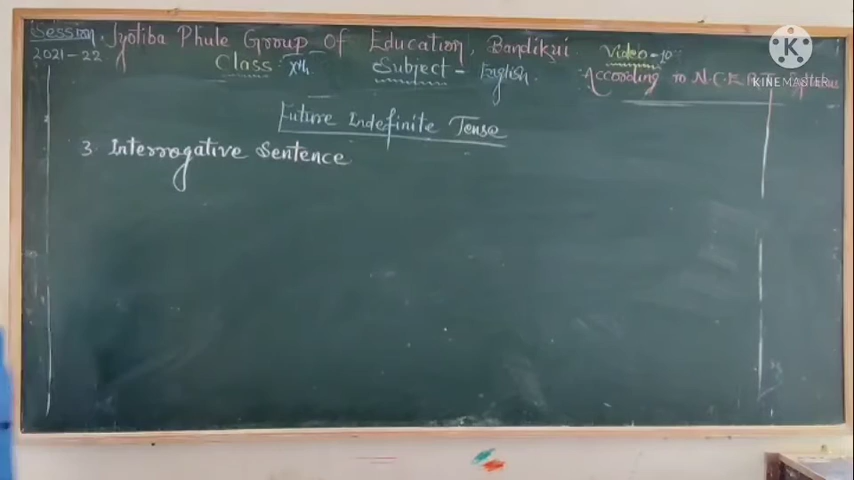 Session. Jyotiba Phule Group Of Education, Bandikui Video-10
2021-22 Class Xth Subject - English. According to N.C.E.R.T. Syllabus
KINEMASTER
Future Indefinite Tense
3. Interrogative Sentence